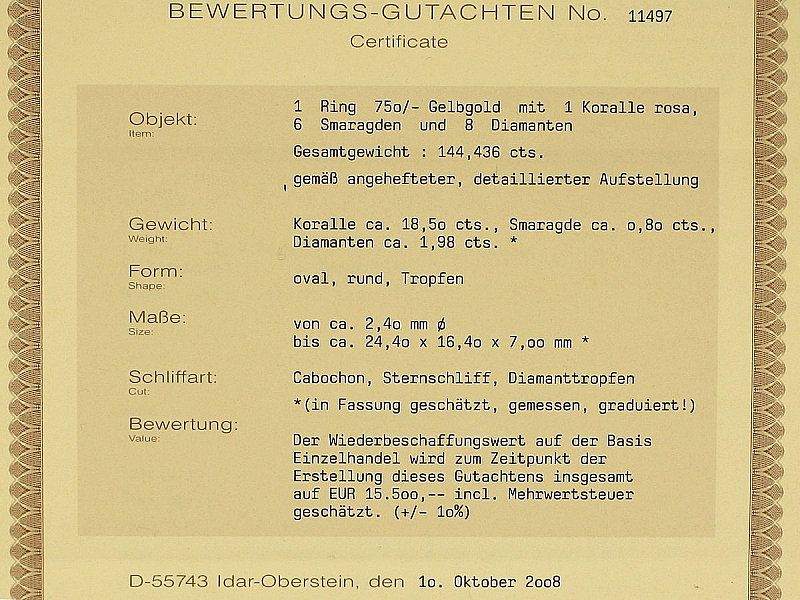 BEWERTUNGS-GUTACHTEN No. 11497
Certificate
Objekt:
Item:
1 Ring 75o/- Gelbgold mit 1 Koralle rosa,
6 Smaragden und 8 Diamanten
Gesamtgewicht : 144,436 cts.
gemäß angehefteter, detaillierter Aufstellung
Gewicht:
Weight:
Koralle ca. 18,5o cts., Smaragde ca. o,8o cts.,
Diamanten ca. 1,98 cts. *
Form:
Shape:
oval, rund, Tropfen
Maße:
Size:
von ca. 2,4o mm ø
bis ca. 24,4o x 16,4o x 7,oo mm *
Schliffart:
Cut:
Cabochon, Sternschliff, Diamanttropfen
*(in Fassung geschätzt, gemessen, graduiert!)
Bewertung:
Value:
Der Wiederbeschaffungswert auf der Basis
Einzelhandel wird zum Zeitpunkt der
Erstellung dieses Gutachtens insgesamt
auf EUR 15.5oo,-- incl. Mehrwertsteuer
geschätzt. (+/- 1o%)
D-55743 Idar-Oberstein, den 1o. Oktober 2oo8